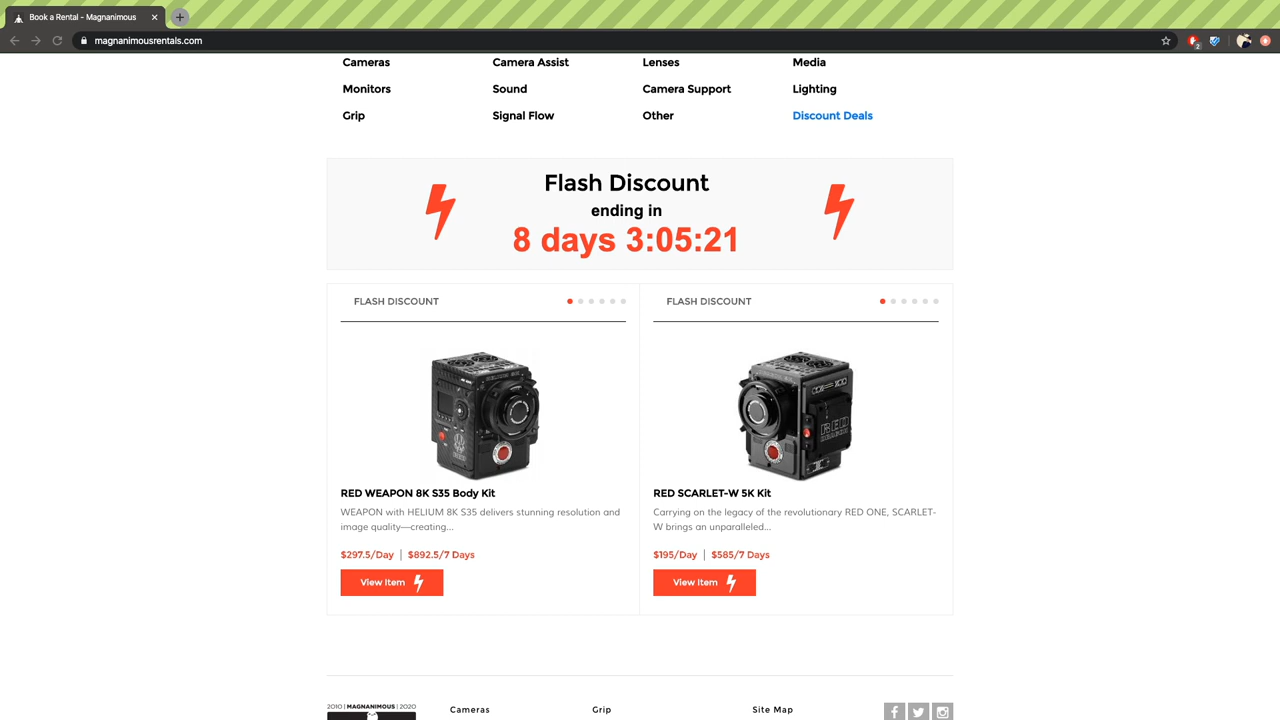 Book a Rental - Magnanimous
magnanimousrentals.com
2
Cameras Camera Assist Lenses Media
Monitors Sound Camera Support Lighting
Grip Signal Flow Other Discount Deals
Flash Discount
ending in
8 days 3:05:21
FLASH DISCOUNT
RED WEAPON 8K S35 Body Kit
WEAPON with HELIUM 8K S35 delivers stunning resolution and
image quality—creating...
$297.5/Day | $892.5/7 Days
View Item
FLASH DISCOUNT
RED SCARLET-W 5K Kit
Carrying on the legacy of the revolutionary RED ONE, SCARLET-
W brings an unparalleled...
$195/Day | $585/7 Days
View Item
2010 | MAGNANIMOUS | 2020
Cameras Grip Site Map